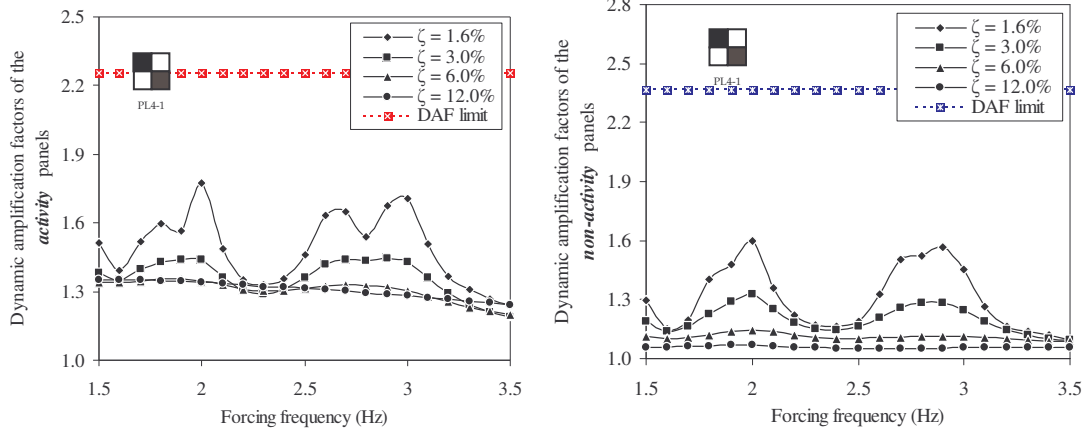 Dynamic amplification factors of the
activity panels
2.5
2.2
1.9
1.6
1.3
1.0
PL4-1
ζ = 1.6%
ζ = 3.0%
ζ = 6.0%
ζ = 12.0%
DAF limit
1.5 2 2.5 3 3.5
Forcing frequency (Hz)
Dynamic amplification factors of the
non-activity panels
2.8
2.5
2.2
1.9
1.6
1.3
1.0
PL4-1
ζ = 1.6%
ζ = 3.0%
ζ = 6.0%
ζ = 12.0%
DAF limit
1.5 2 2.5 3 3.5
Forcing frequency (Hz)